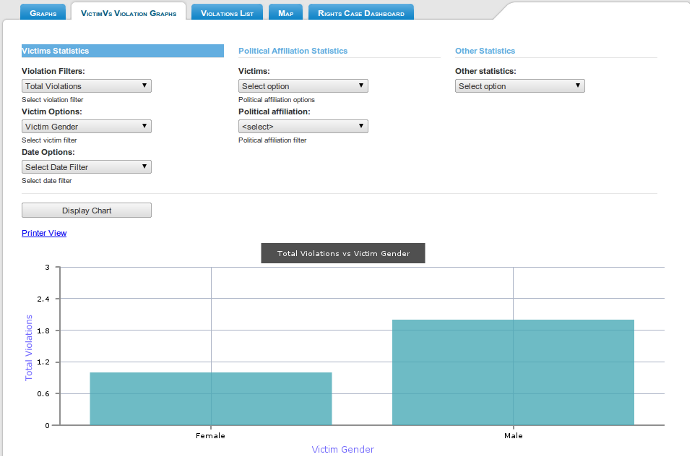 Graphs VictimVs Violation Graphs Violations List Map Rights Case Dashboard
Victims Statistics
Violation Filters:
Total Violations
Select violation filter
Victim Options:
Victim Gender
Select victim filter
Date Options:
Select Date Filter
Select date filter
Political Affiliation Statistics
Victims:
Select option
Political affiliation options
Political affiliation:
<select>
Political affiliation filter
Other Statistics
Other statistics:
Select option
Display Chart
Printer View
Total Violations vs Victim Gender
Total Violations
3
2.4
1.8
1.2
0.6
0
Female Male
Victim Gender